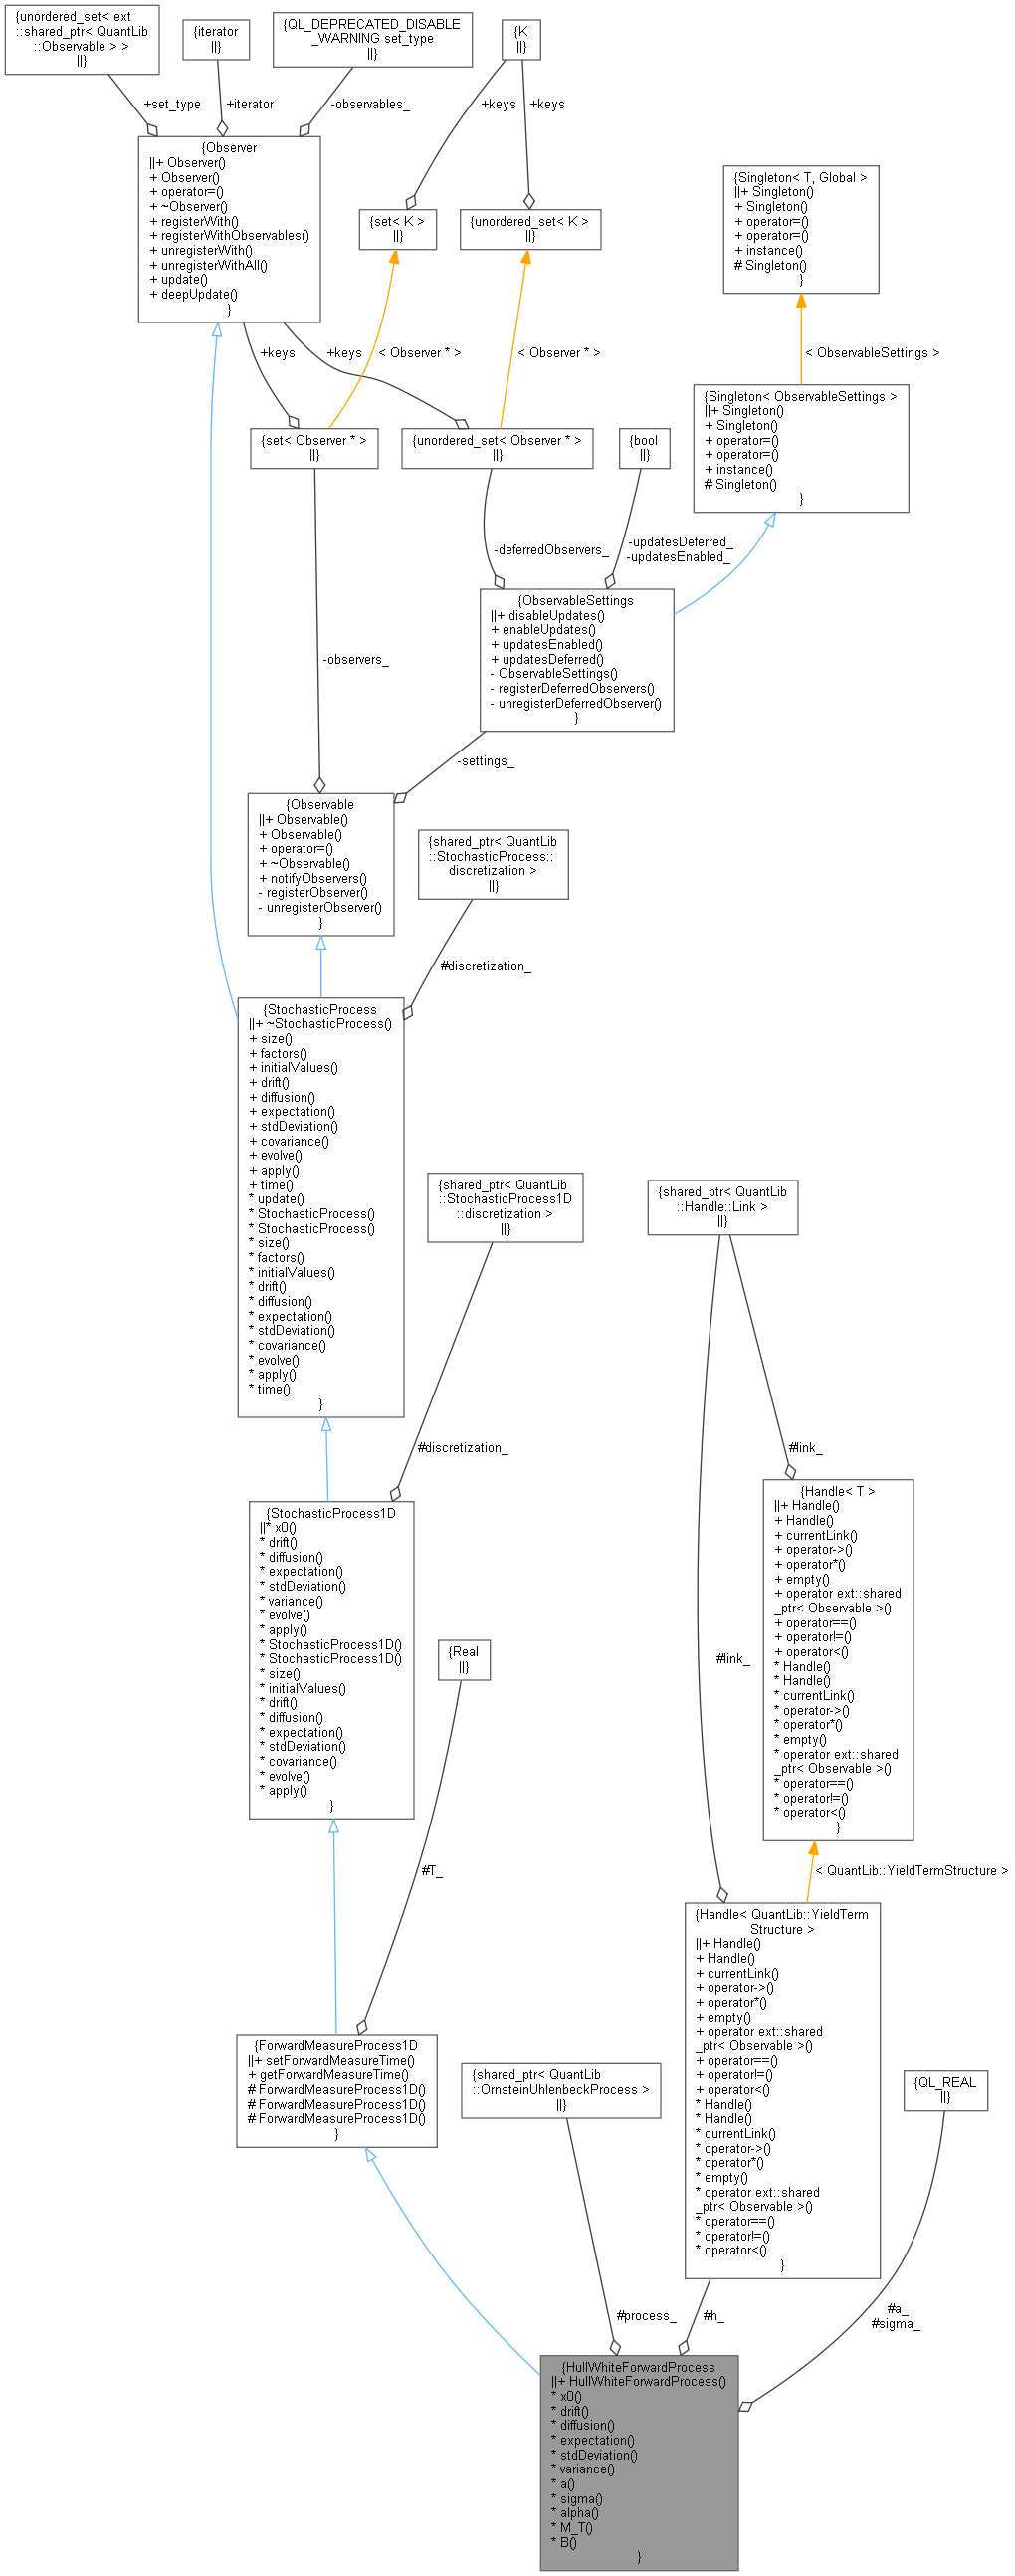 {unordered_set< ext
::shared_ptr< QuantLib
::Observable > >
||}
{iterator
||}
{QL_DEPRECATED_DISABLE
_WARNING set_type
||}
{K
||}
+set_type
+iterator
-observables_
+keys
+keys
{Observer
||+ Observer()
+ Observer()
+ operator=()
+ ~Observer()
+ registerWith()
+ registerWithObservables()
+ unregisterWith()
+ unregisterWithAll()
+ update()
+ deepUpdate()
}
{set< K >
||}
{unordered_set< K >
||}
{Singleton< T, Global >
||+ Singleton()
+ Singleton()
+ operator=()
+ operator=()
+ instance()
# Singleton()
}
+keys
+keys
< Observer * >
< Observer * >
< ObservableSettings >
{set< Observer * >
||}
{unordered_set< Observer * >
||}
{bool
||}
{Singleton< ObservableSettings >
||+ Singleton()
+ Singleton()
+ operator=()
+ operator=()
+ instance()
# Singleton()
}
-deferredObservers_
-updatesDeferred_
-updatesEnabled_
{ObservableSettings
||+ disableUpdates()
+ enableUpdates()
+ updatesEnabled()
+ updatesDeferred()
- ObservableSettings()
- registerDeferredObservers()
- unregisterDeferredObserver()
}
-observers_
-settings_
{Observable
||+ Observable()
+ Observable()
+ operator=()
+ ~Observable()
+ notifyObservers()
- registerObserver()
- unregisterObserver()
}
{shared_ptr< QuantLib
::StochasticProcess::
discretization >
||}
#discretization_
{StochasticProcess
||+ ~StochasticProcess()
+ size()
+ factors()
+ initialValues()
+ drift()
+ diffusion()
+ expectation()
+ stdDeviation()
+ covariance()
+ evolve()
+ apply()
+ time()
* update()
* StochasticProcess()
* StochasticProcess()
* size()
* factors()
* initialValues()
* drift()
* diffusion()
* expectation()
* stdDeviation()
* covariance()
* evolve()
* apply()
* time()
}
{shared_ptr< QuantLib
::StochasticProcess1D
::discretization >
||}
{shared_ptr< QuantLib
::Handle::Link >
||}
#discretization_
#link_
{StochasticProcess1D
||* x0()
* drift()
* diffusion()
* expectation()
* stdDeviation()
* variance()
* evolve()
* apply()
* StochasticProcess1D()
* StochasticProcess1D()
* size()
* initialValues()
* drift()
* diffusion()
* expectation()
* stdDeviation()
* covariance()
* evolve()
* apply()
}
{Real
||}
#link_
{Handle< T >
||+ Handle()
+ Handle()
+ currentLink()
+ operator->()
+ operator*()
+ empty()
+ operator ext::shared
_ptr< Observable >()
+ operator==()
+ operator!=()
+ operator<()
* Handle()
* Handle()
* currentLink()
* operator->()
* operator*()
* empty()
* operator ext::shared
_ptr< Observable >()
* operator==()
* operator!=()
* operator<()
}
#T_
< QuantLib::YieldTermStructure >
{Handle< QuantLib::YieldTerm
Structure >
||+ Handle()
+ Handle()
+ currentLink()
+ operator->()
+ operator*()
+ empty()
+ operator ext::shared
_ptr< Observable >()
+ operator==()
+ operator!=()
+ operator<()
* Handle()
* Handle()
* currentLink()
* operator->()
* operator*()
* empty()
* operator ext::shared
_ptr< Observable >()
* operator==()
* operator!=()
* operator<()
}
{ForwardMeasureProcess1D
||+ setForwardMeasureTime()
+ getForwardMeasureTime()
# ForwardMeasureProcess1D()
# ForwardMeasureProcess1D()
# ForwardMeasureProcess1D()
}
{shared_ptr< QuantLib
::OrnsteinUhlenbeckProcess >
||}
{QL_REAL
||}
#process_
#h_
#a_
#sigma_
{HullWhiteForwardProcess
||+ HullWhiteForwardProcess()
* x0()
* drift()
* diffusion()
* expectation()
* stdDeviation()
* variance()
* a()
* sigma()
* alpha()
* M_T()
* B()
}